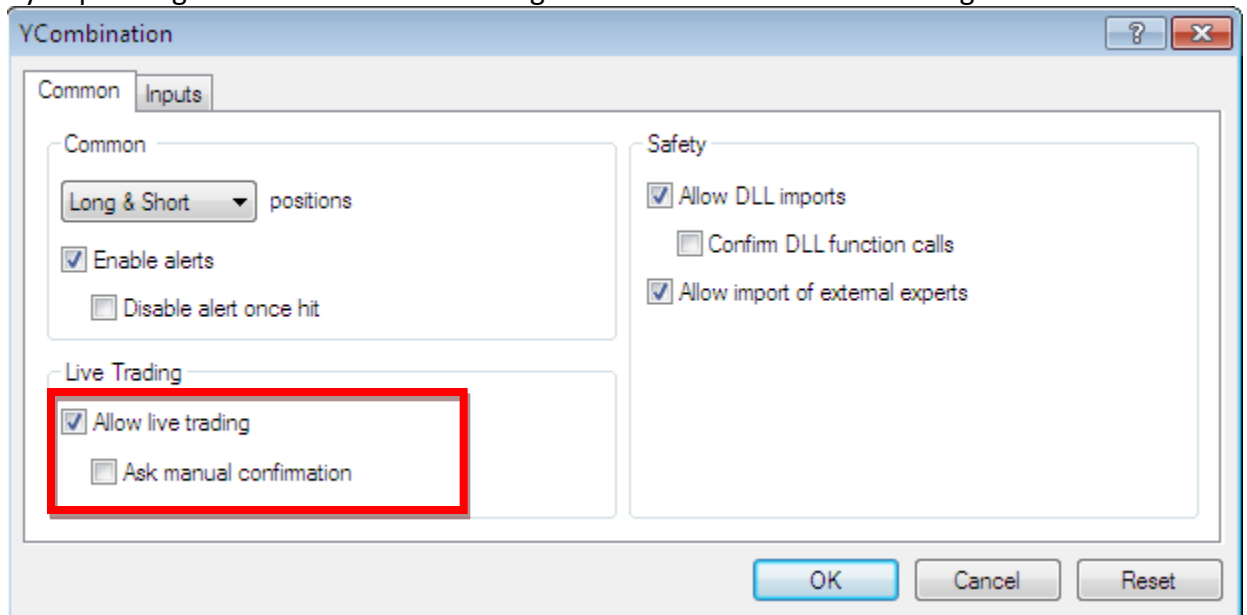 YCombination
Common Inputs
Common
Long & Short positions
Enable alerts
Disable alert once hit
Live Trading
Allow live trading
Ask manual confirmation
Safety
Allow DLL imports
Confirm DLL function calls
Allow import of external experts
OK Cancel Reset